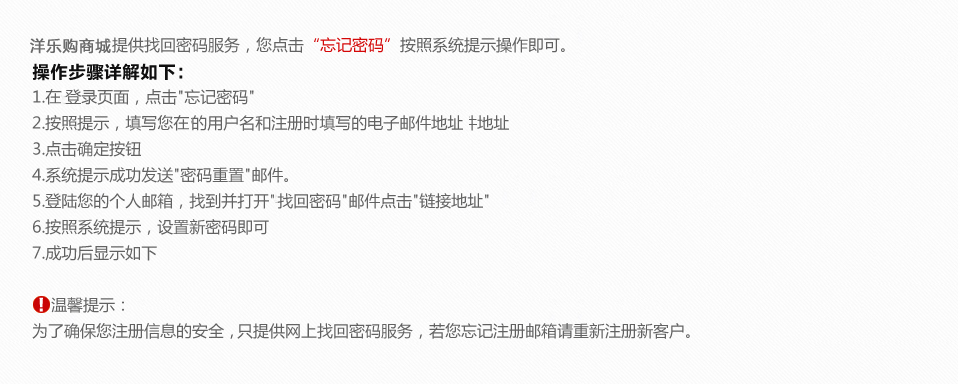 洋乐购商城提供找回密码服务，您点击“忘记密码”按照系统提示操作即可。
操作步骤详解如下：
1.在 登录页面，点击"忘记密码"
2.按照提示，填写您在的用户名和注册时填写的电子邮件地址 地址
3.点击确定按钮
4.系统提示成功发送"密码重置"邮件。
5.登陆您的个人邮箱，找到并打开"找回密码"邮件点击"链接地址"
6.按照系统提示，设置新密码即可
7.成功后显示如下
温馨提示：
为了确保您注册信息的安全，只提供网上找回密码服务，若您忘记注册邮箱请重新注册新客户。